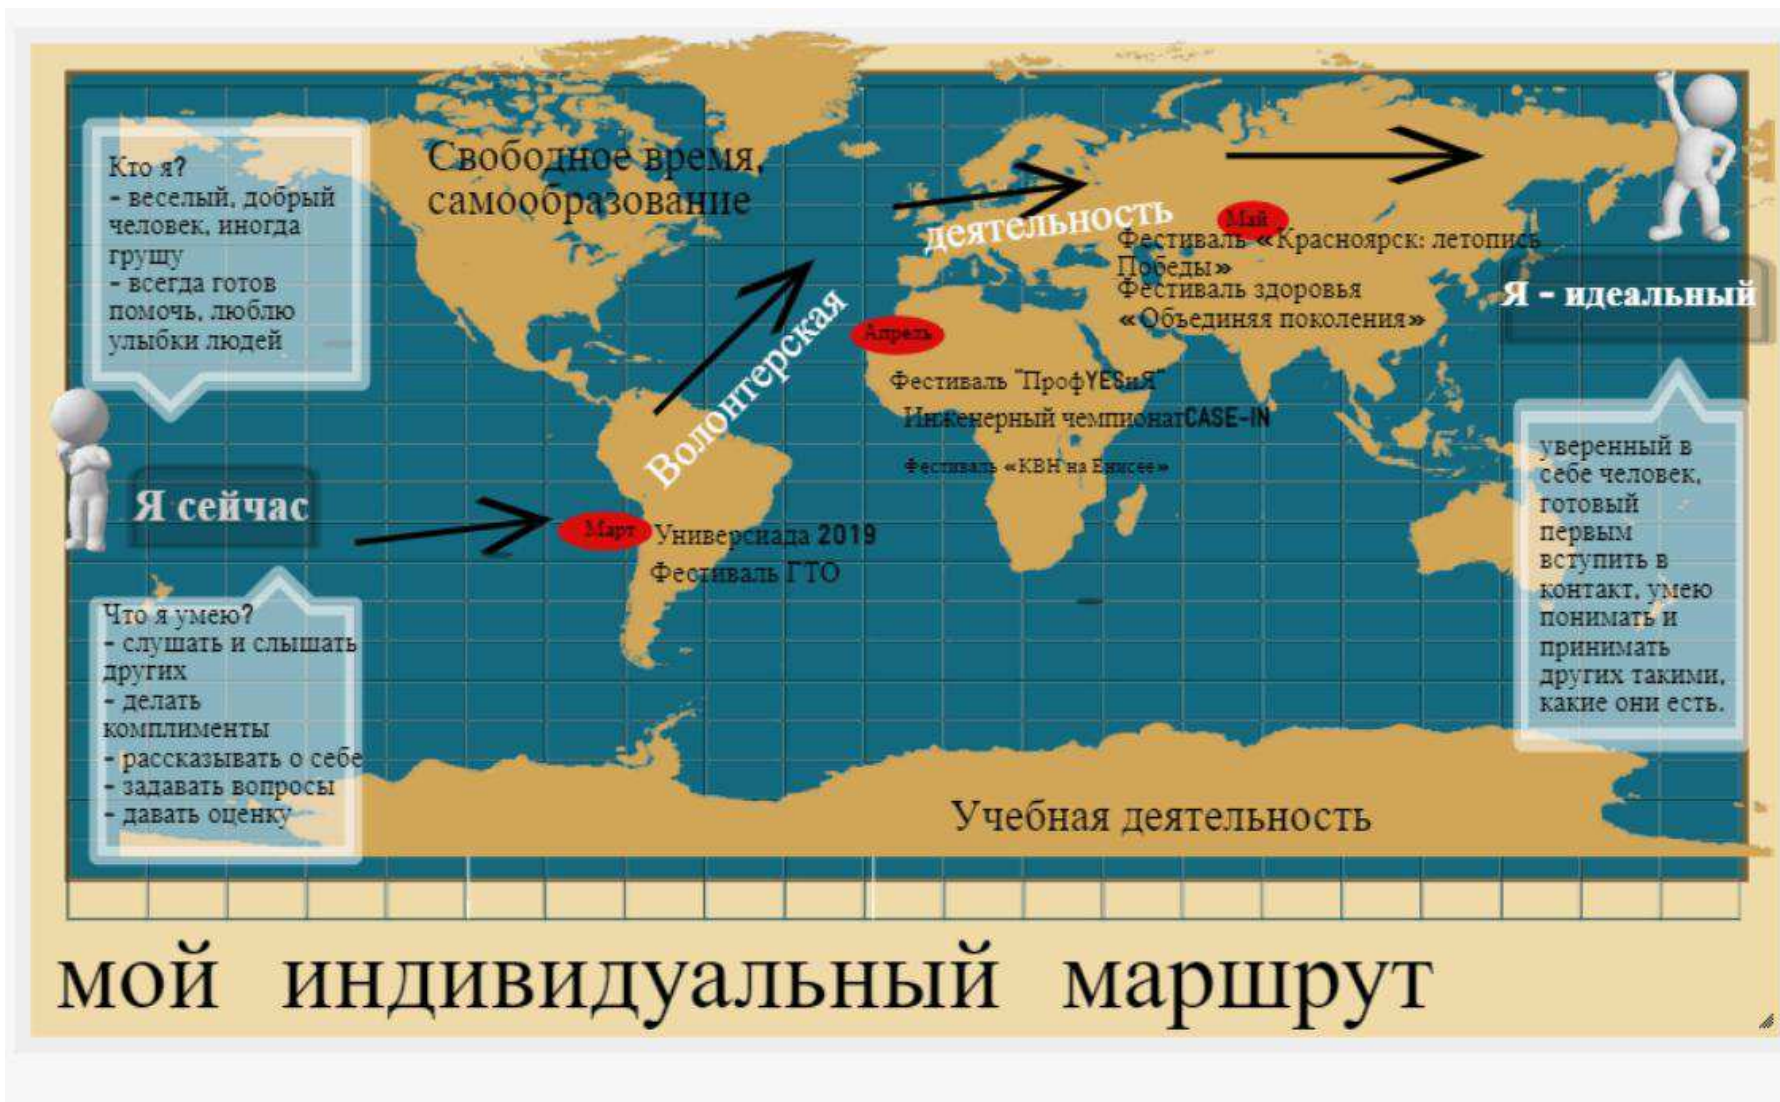 Кто я?
- веселый, добрый
человек, иногда
грущу
- всегда готов
помочь, люблю
улыбки людей
Я сейчас
Что я умею?
- слушать и слышать
других
- делать
комплименты
- рассказывать о себе
- задавать вопросы
- давать оценку
Свободное время,
самообразование
Волонтерская
деятельность
Март
Универсиада 2019
Фестиваль ГТО
Апрель
Фестиваль "ПрофYESиЯ"
Инженерный чемпионатCASE-IN
Фестиваль «КВН на Енисее»
Май
Фестиваль «Красноярск: летопись
Победы»
Фестиваль здоровья
«Объединяя поколения»
Я - идеальный
уверенный в
себе человек,
готовый
первым
вступить в
контакт, умею
понимать и
принимать
других такими,
какие они есть.
Учебная деятельность
мой индивидуальный маршрут